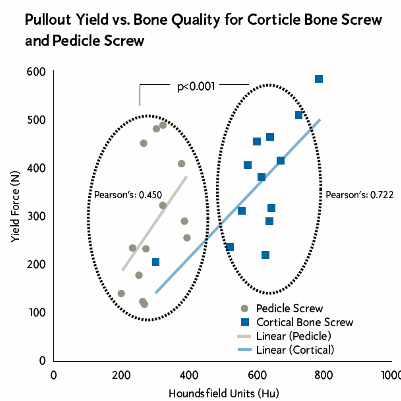 Pullout Yield vs. Bone Quality for Corticle Bone Screw
and Pedicle Screw
600
p<0.001
500
400
Pearson's: 0.450
Pearson's: 0.722
Yield Force (N)
300
200
100
Pedicle Screw
Cortical Bone Screw
Linear (Pedicle)
Linear (Cortical)
0
0 200 400 600 800 1000
Houndsfield Units (Hu)